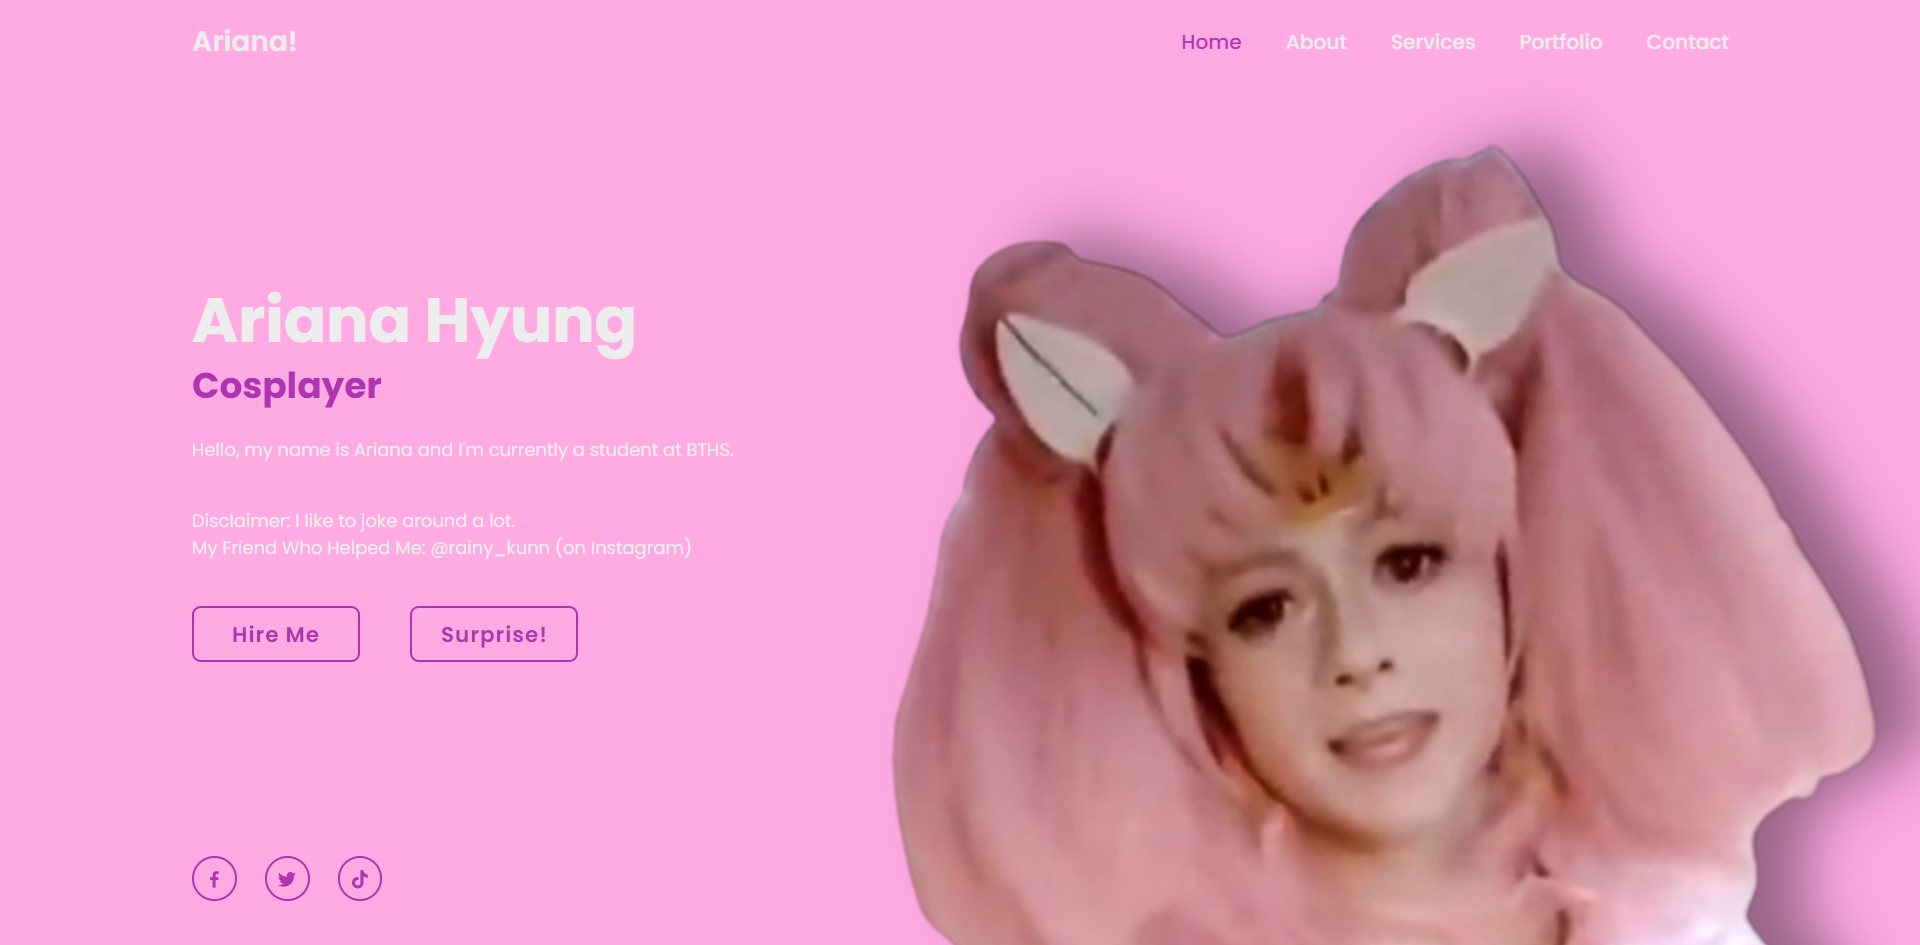 Ariana!
Home About Services Portfolio Contact
Ariana Hyung
Cosplayer
Hello, my name is Ariana and I'm currently a student at BTHS.
Disclaimer: I like to joke around a lot.
My Friend Who Helped Me: @rainy_kunn (on Instagram)
Hire Me
Surprise!